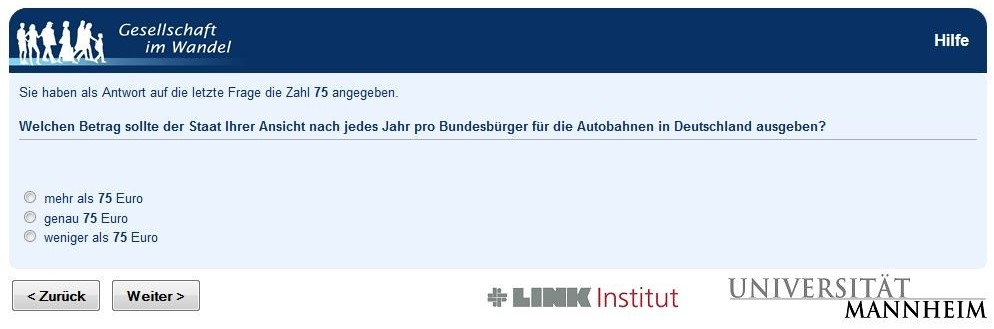 Gesellschaft
im Wandel
Hilfe
Sie haben als Antwort auf die letzte Frage die Zahl 75 angegeben.
Welchen Betrag sollte der Staat Ihrer Ansicht nach jedes Jahr pro Bundesbürger für die Autobahnen in Deutschland ausgeben?
mehr als 75 Euro
genau 75 Euro
weniger als 75 Euro
< Zurück
Weiter >
LINK Institut
UNIVERSITÄT
MANNHEIM